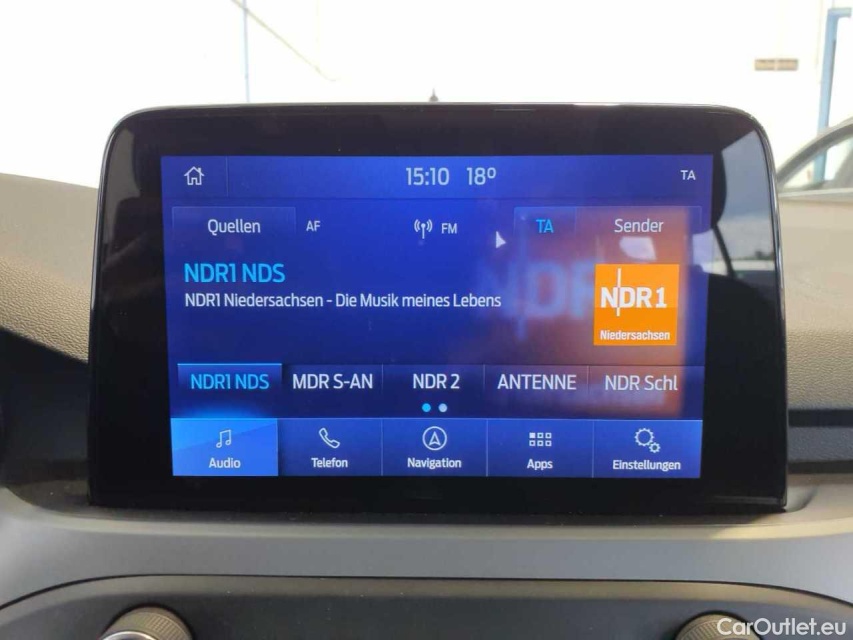 15:10 18°
TA
Quellen
AF
FM
TA
Sender
NDR1 NDS
NDR1 Niedersachsen - Die Musik meines Lebens
NDR1
Niedersachsen
NDR1 NDS
MDR S-AN
NDR 2
ANTENNE
NDR Schl
Audio
Telefon
Navigation
Apps
Einstellungen
CarOutlet.eu